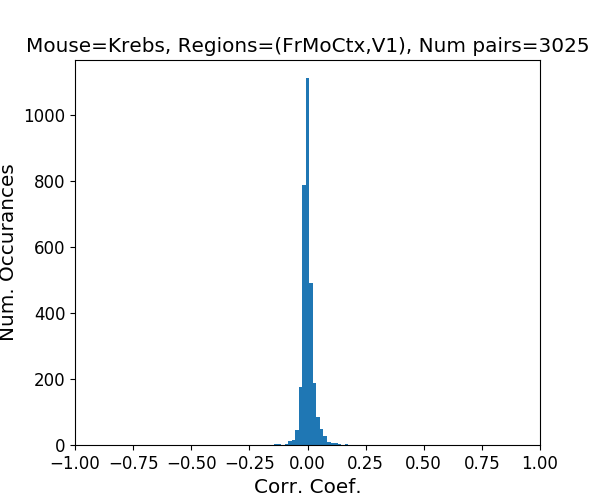 Mouse=Krebs, Regions=(FrMoCtx,V1), Num pairs=3025
Num. Occurances
1000
800
600
400
200
0
−1.00 −0.75 −0.50 −0.25 0.00 0.25 0.50 0.75 1.00
Corr. Coef.